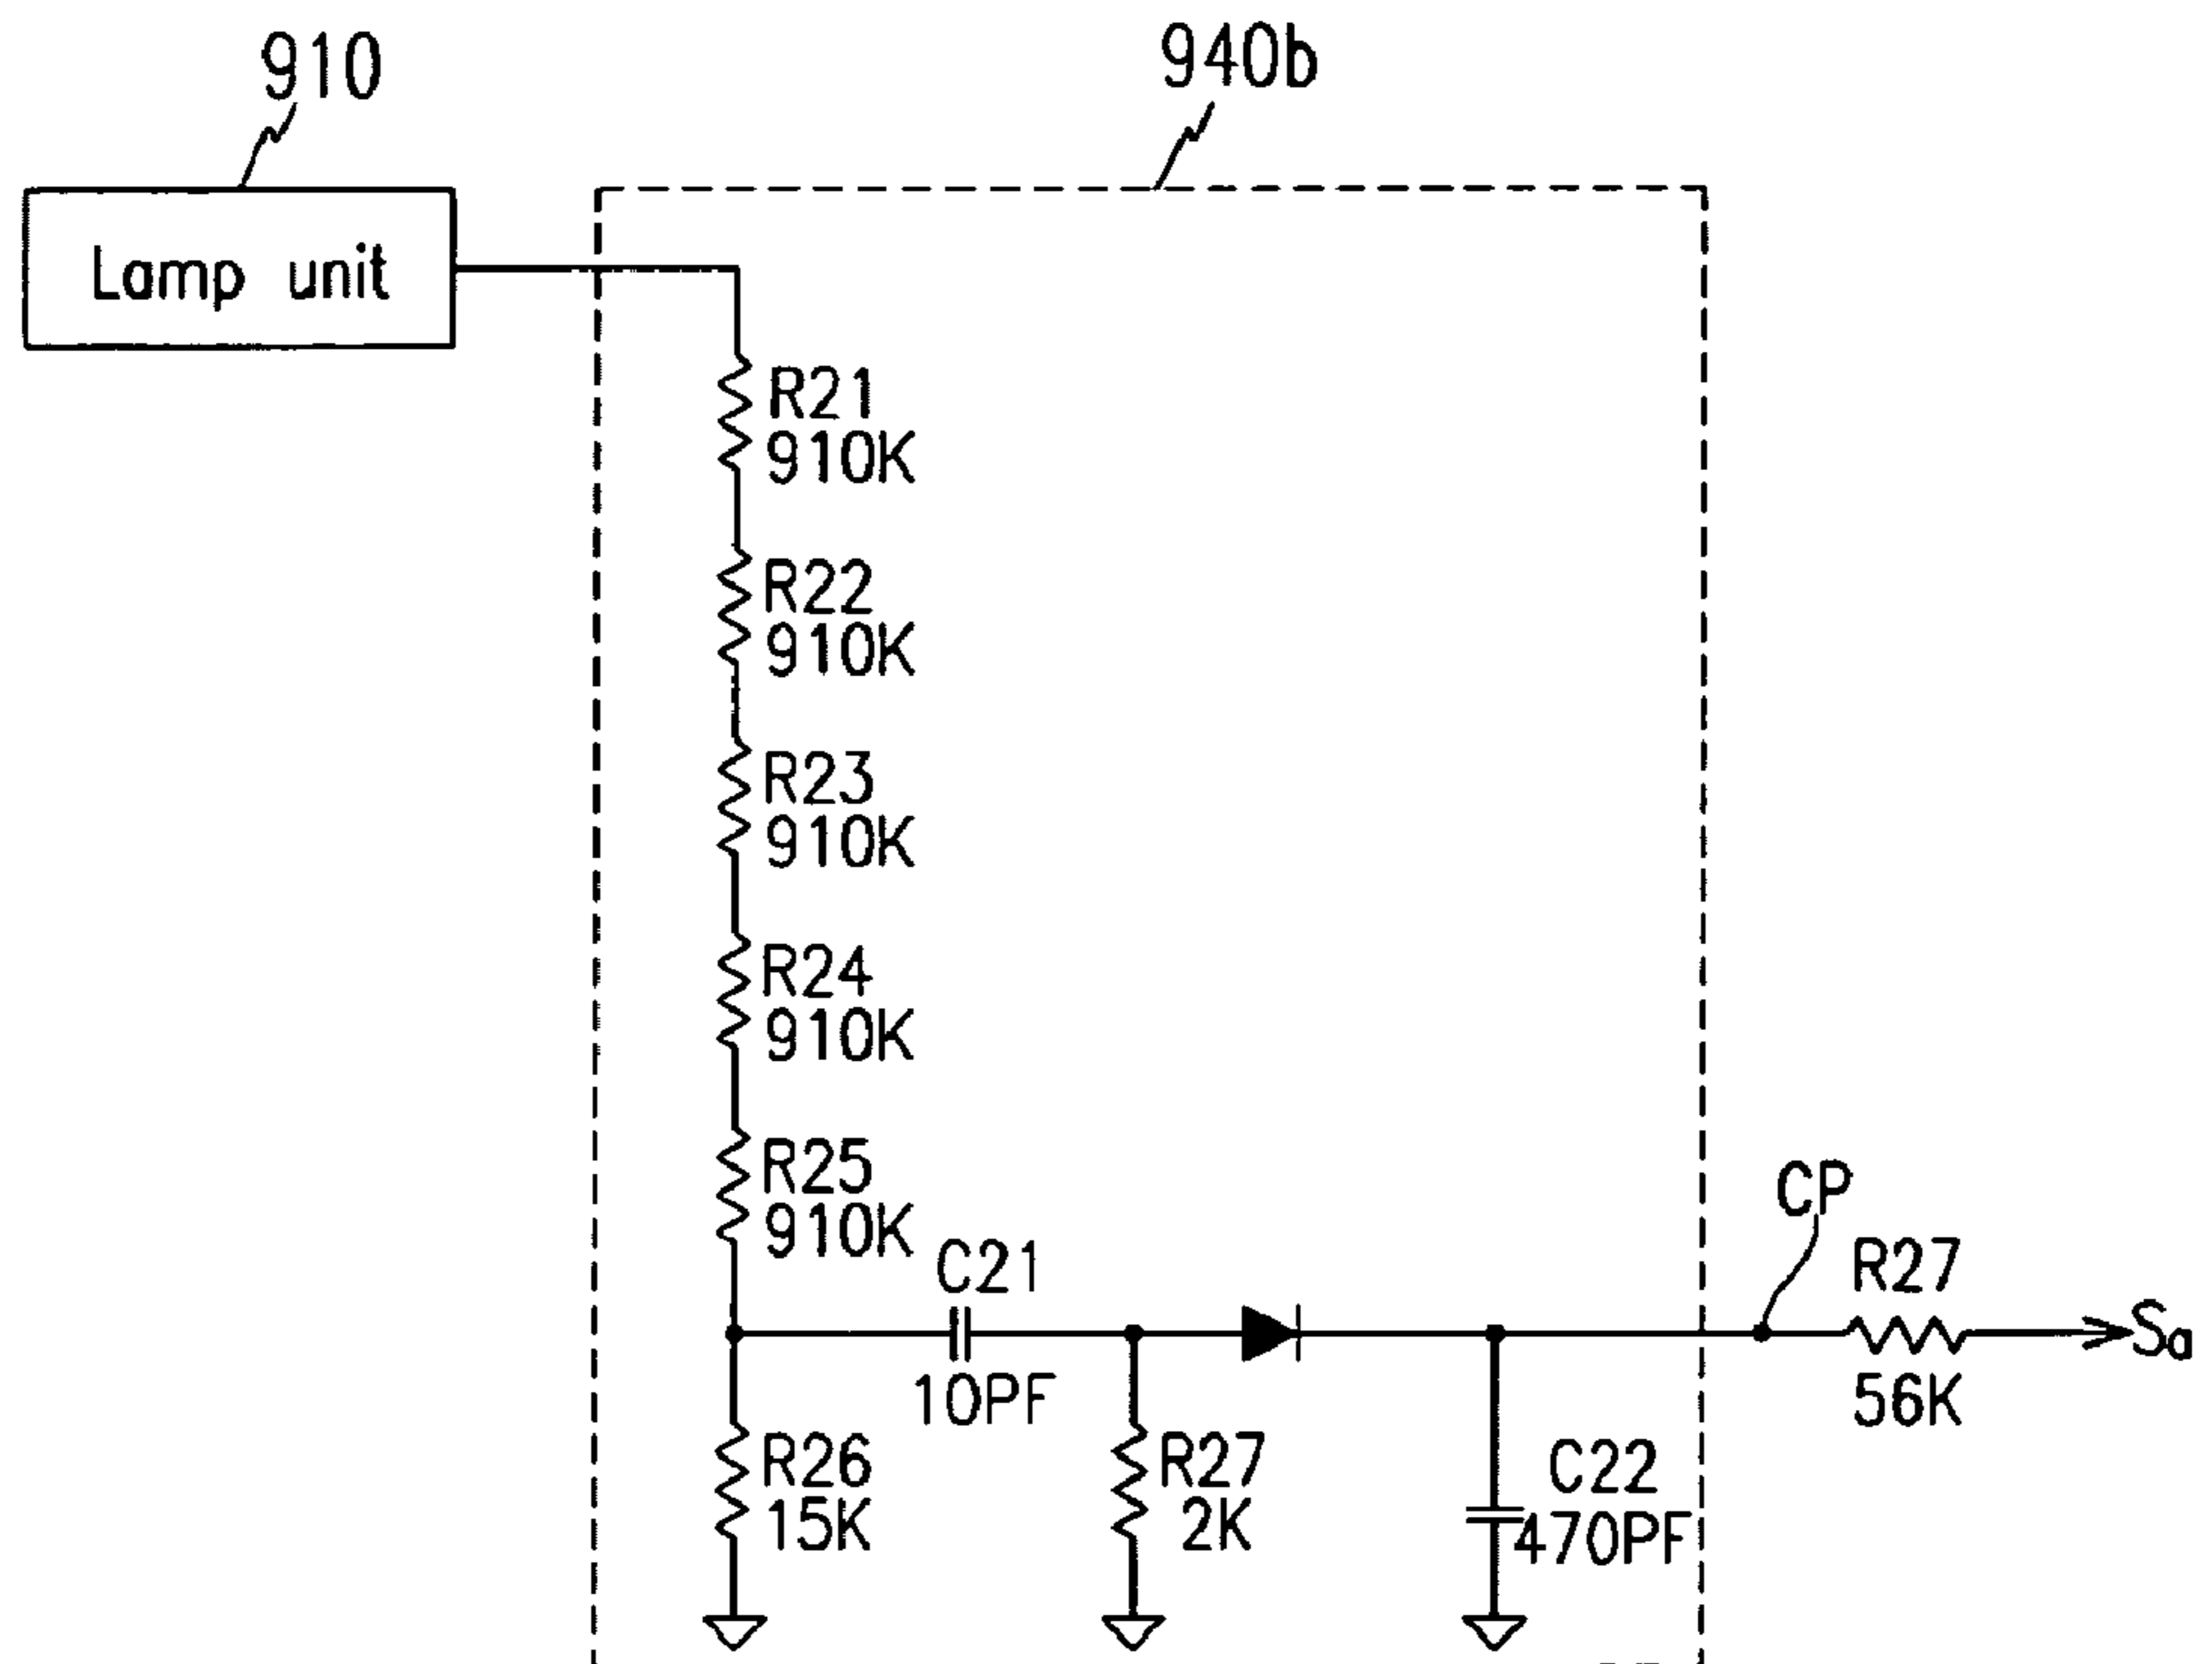 910
940b
Lamp unit
R21
910K
R22
910K
R23
910K
R24
910K
R25
910K
C21
10PF
CP
R27
56K
Sa
R26
15K
R27
2K
C22
470PF